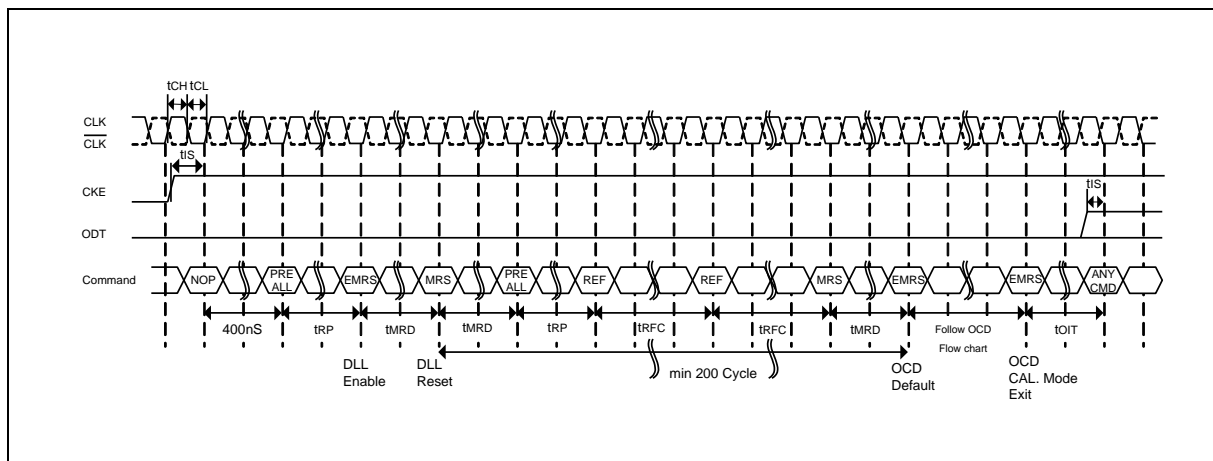 tCH tCL
CLK
CLK
tIS
CKE
tIS
ODT
Command
NOP
PRE
ALL
EMRS
MRS
PRE
ALL
REF
REF
MRS
EMRS
EMRS
ANY
CMD
400nS
tRP
tMRD
tMRD
tRP
tRFC
tRFC
tMRD
Follow OCD
Flow chart
tOIT
DLL
Enable
DLL
Reset
min 200 Cycle
OCD
Default
OCD
CAL. Mode
Exit